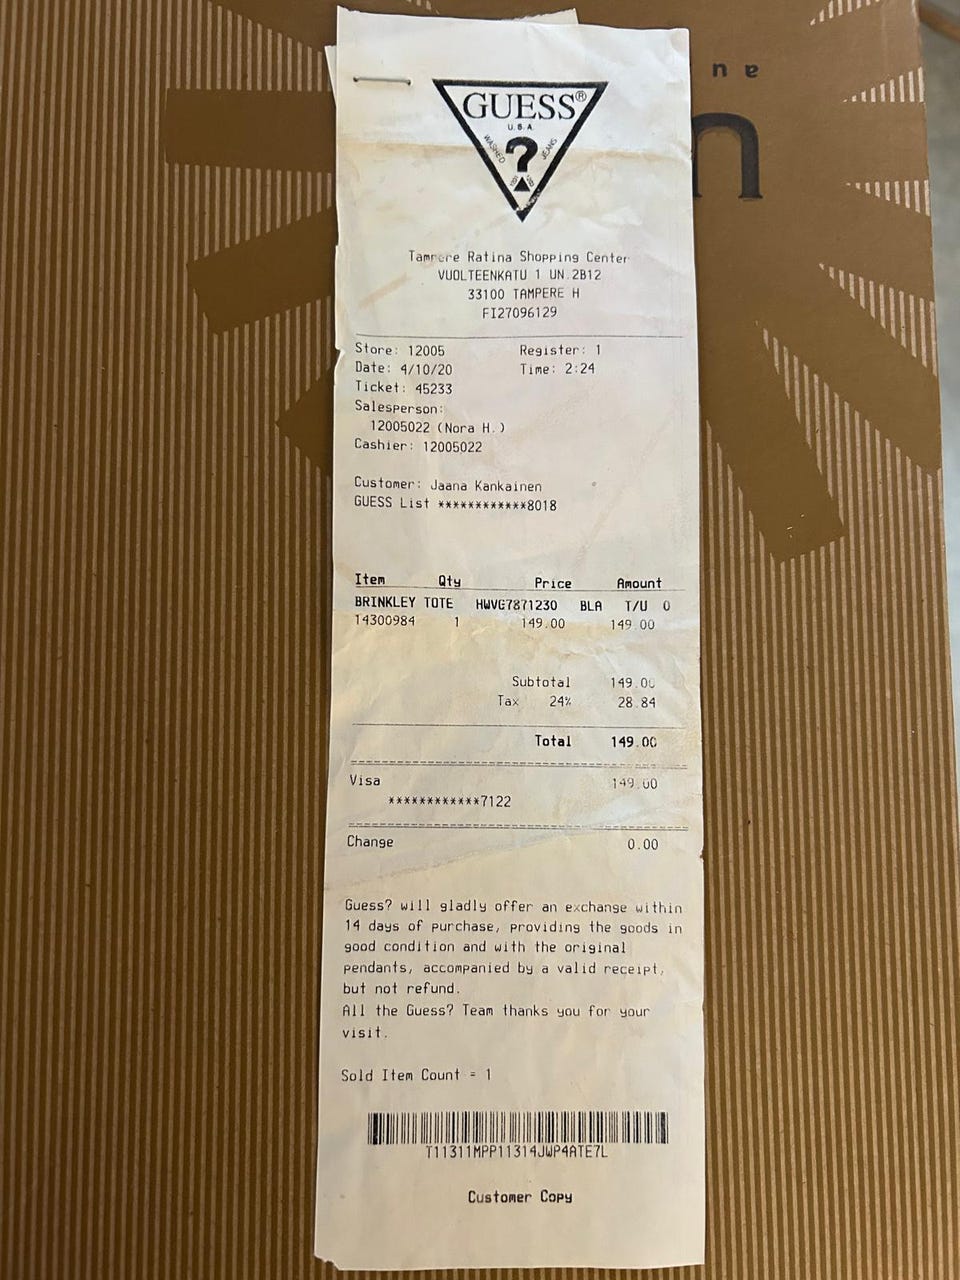 a u
n e
u
GUESS®
U.S.A.
WASHED
?
JEANS
Tampere Ratina Shopping Center
VUOLTEENKATU 1 UN.2B12
33100 TAMPERE H
FI27096129
Store: 12005 Register: 1
Date: 4/10/20 Time: 2:24
Ticket: 45233
Salesperson:
12005022 (Nora H.)
Cashier: 12005022
Customer: Jaana Kankainen
GUESS List ************8018
Item Qty Price Amount
BRINKLEY TOTE HWVG7871230 BLA T/U 0
14300984 1 149.00 149.00
Subtotal 149.00
Tax 24% 28.84
Total 149.00
Visa 149.00
************7122
Change 0.00
Guess? will gladly offer an exchange within
14 days of purchase, providing the goods in
good condition and with the original
pendants, accompanied by a valid receipt,
but not refund.
All the Guess? Team thanks you for your
visit.
Sold Item Count = 1
T11311MPP11314JWP4ATE7L
Customer Copy